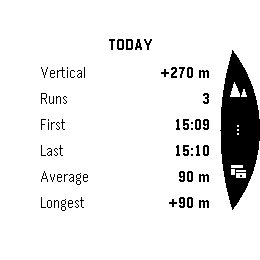 TODAY
Vertical +270 m
Runs 3
First 15:09
Last 15:10
Average 90 m
Longest +90 m